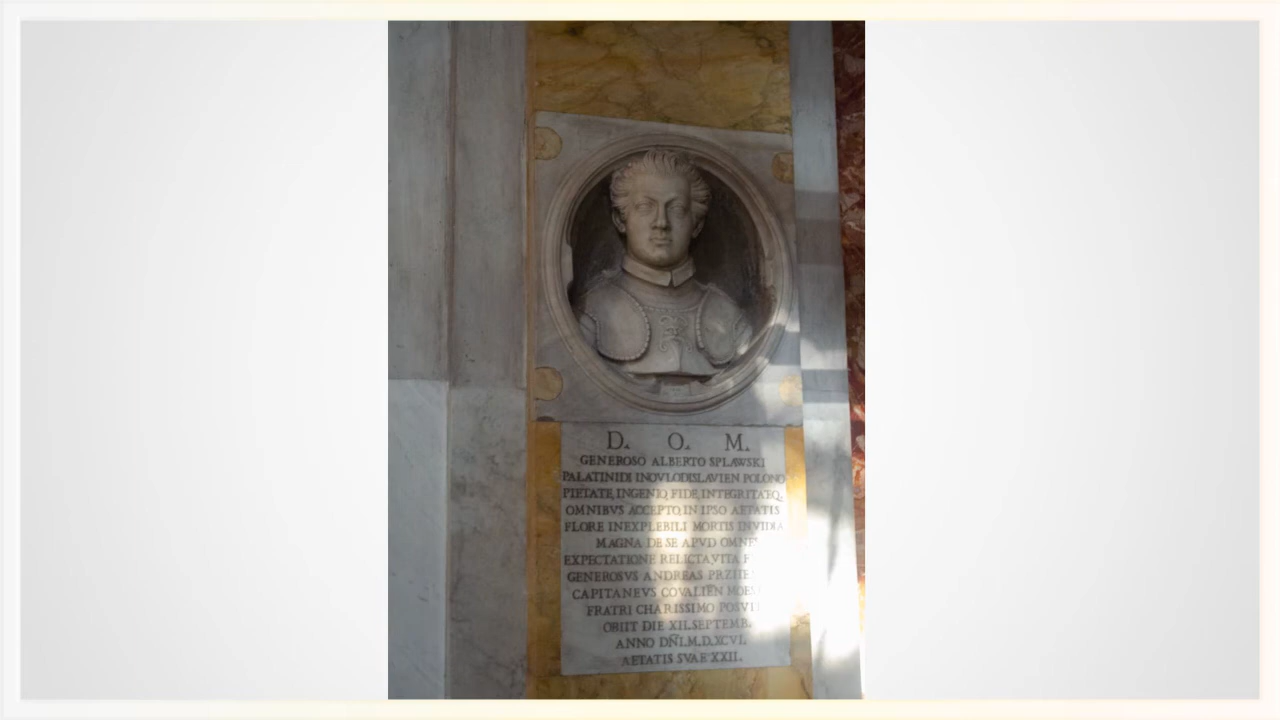 D. O. M.
GENEROSO ALBERTO SPLAWSKI
PALATINIDI INOVLODISLAVIEN POLONO
PIETATE, INGENIO, FIDE, INTEGRITATEQ.
OMNIBVS ACCEPTO, IN IPSO AETATIS
FLORE INEXPLEBILI MORTIS INVIDIA
MAGNA DE SE APVD OMNES
EXPECTATIONE RELICTA VITA
GENEROSVS ANDREAS
CAPITANEVS COVALIEN
FRATRI CHARISSIMO
OBIIT DIE XII. SEPTEMB.
ANNO DÑI. M.D.XCVI.
AETATIS SVAE XXII.